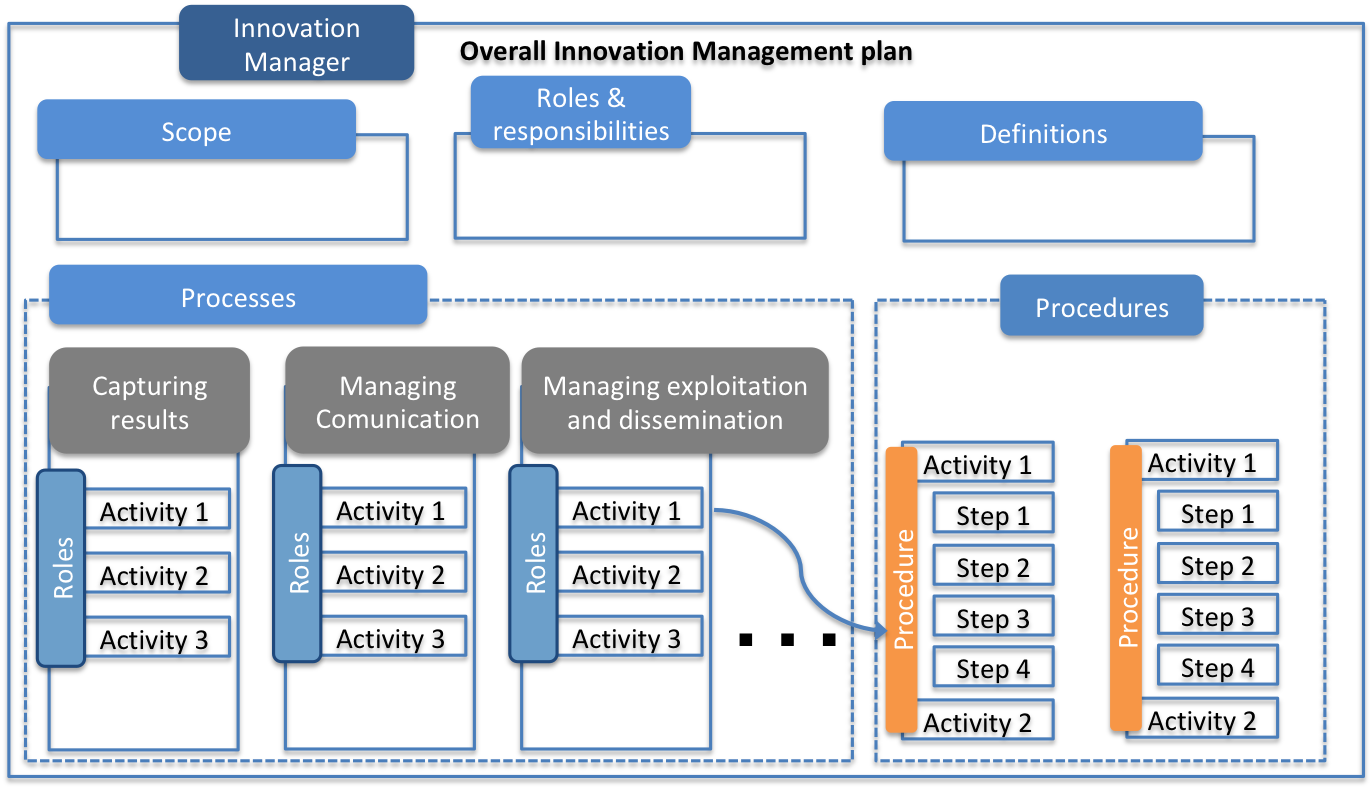 Innovation
Manager
Overall Innovation Management plan
Scope
Roles &
responsibilities
Definitions
Processes
Procedures
Capturing
results
Managing
Comunication
Managing exploitation
and dissemination
Roles
Activity 1
Activity 2
Activity 3
Roles
Activity 1
Activity 2
Activity 3
Roles
Activity 1
Activity 2
Activity 3
...
Procedure
Activity 1
Step 1
Step 2
Step 3
Step 4
Activity 2
Procedure
Activity 1
Step 1
Step 2
Step 3
Step 4
Activity 2